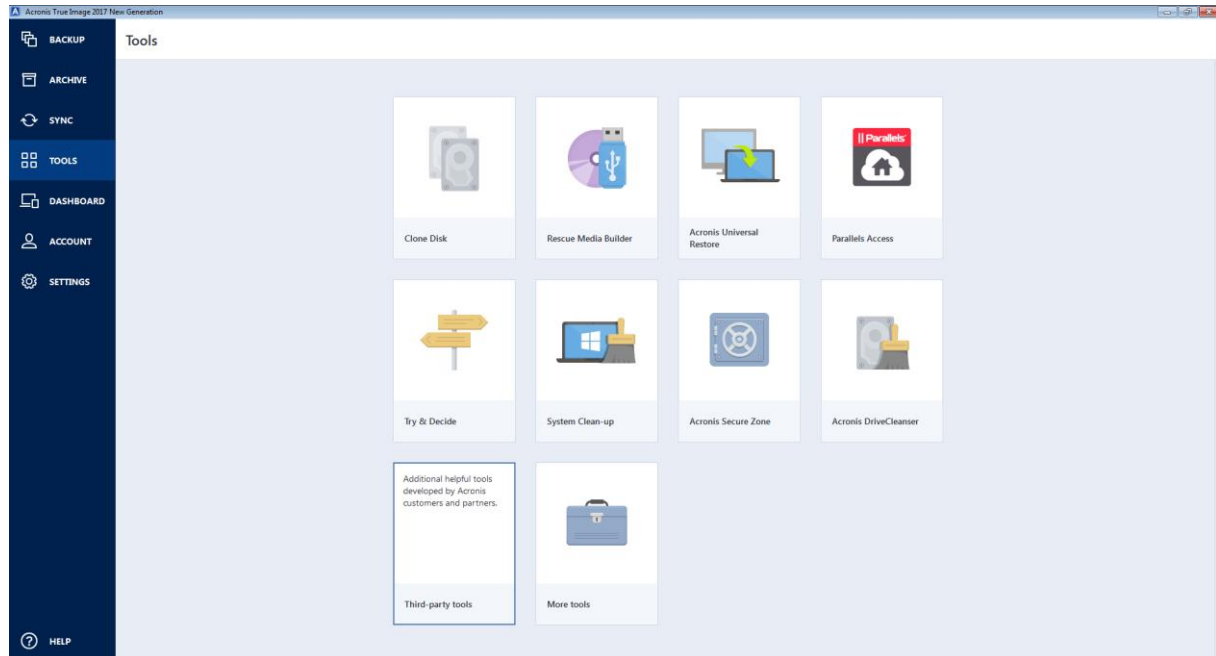 Acronis True Image 2017 New Generation
BACKUP
Tools
ARCHIVE
SYNC
TOOLS
DASHBOARD
ACCOUNT
SETTINGS
|| Parallels®
Clone Disk
Rescue Media Builder
Acronis Universal
Restore
Parallels Access
Try & Decide
System Clean-up
Acronis Secure Zone
Acronis DriveCleanser
Additional helpful tools
developed by Acronis
customers and partners.
Third-party tools
More tools
HELP